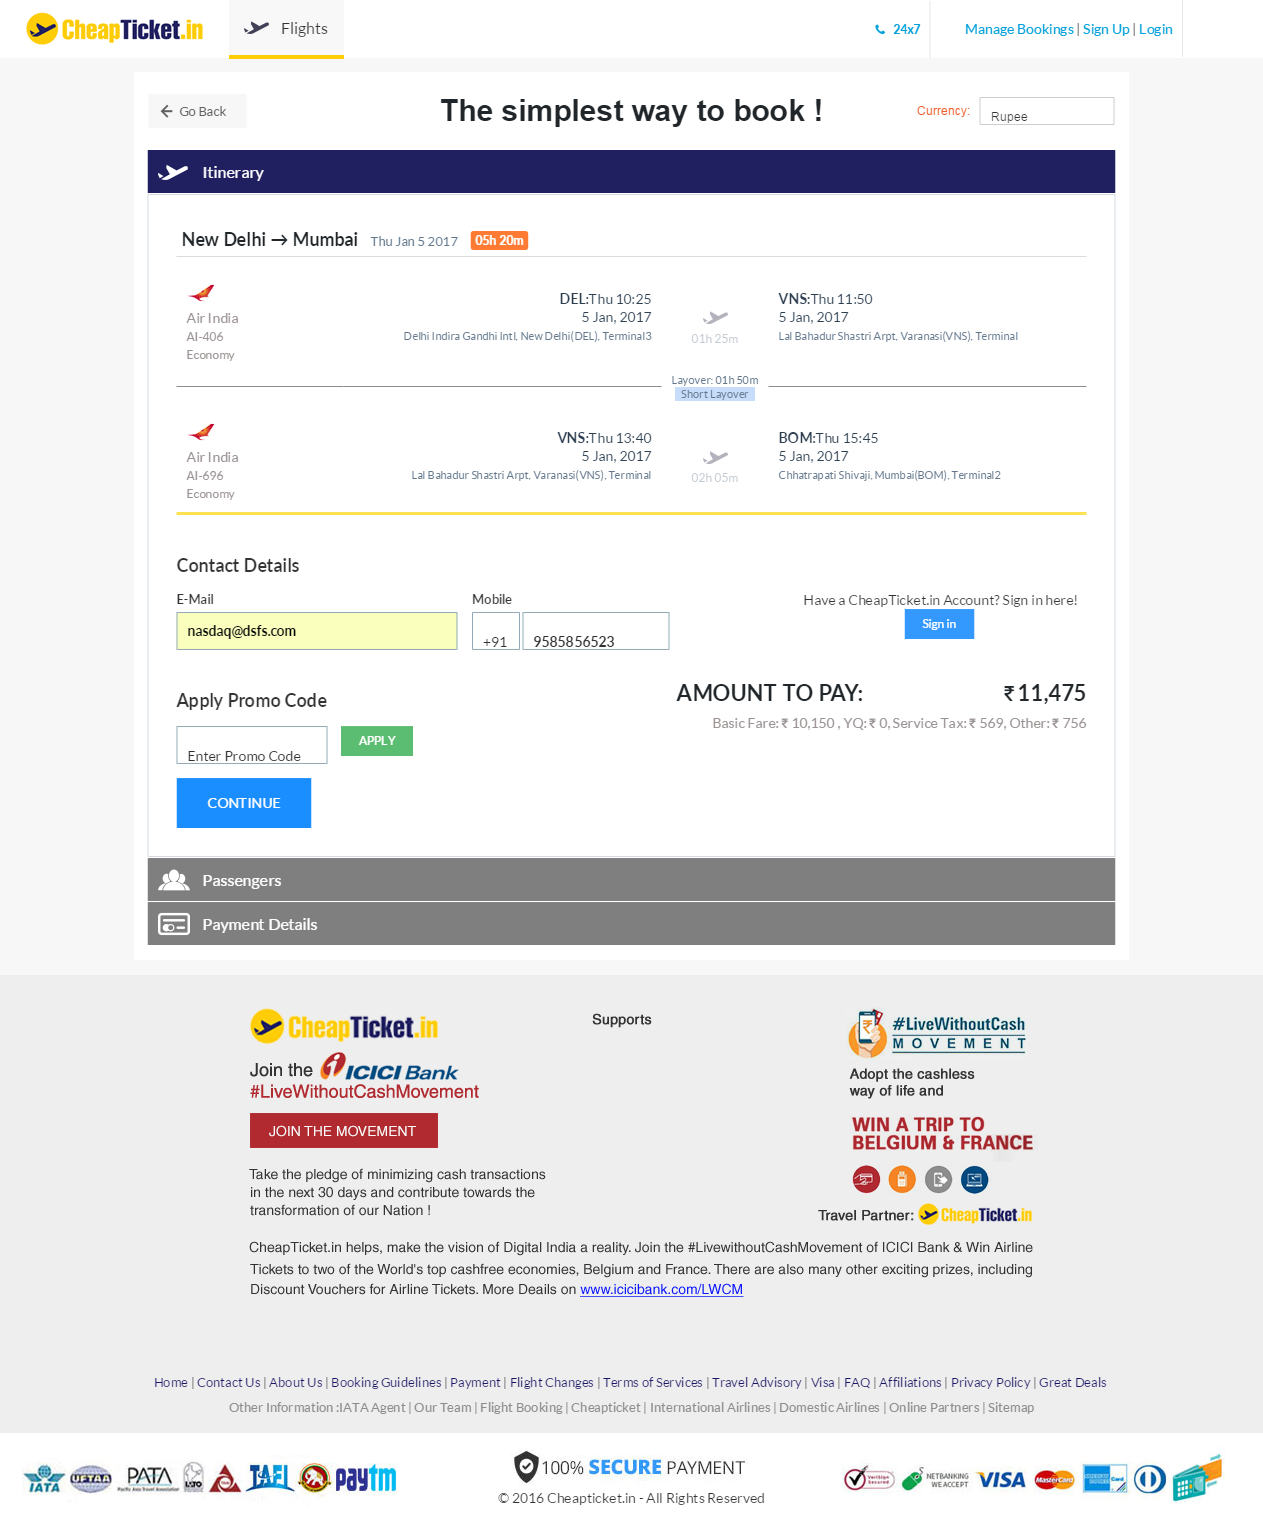 CheapTicket.in
Flights
24x7
Manage Bookings | Sign Up | Login
Go Back
The simplest way to book !
Currency:
Rupee
Itinerary
New Delhi → Mumbai Thu Jan 5 2017 05h 20m
Air India
AI-406
Economy
DEL:Thu 10:25
5 Jan, 2017
Delhi Indira Gandhi Intl, New Delhi(DEL), Terminal3
01h 25m
VNS:Thu 11:50
5 Jan, 2017
Lal Bahadur Shastri Arpt, Varanasi(VNS), Terminal
Layover: 01h 50m
Short Layover
Air India
AI-696
Economy
VNS:Thu 13:40
5 Jan, 2017
Lal Bahadur Shastri Arpt, Varanasi(VNS), Terminal
02h 05m
BOM:Thu 15:45
5 Jan, 2017
Chhatrapati Shivaji, Mumbai(BOM), Terminal2
Contact Details
E-Mail
nasdaq@dsfs.com
Mobile
+91
9585856523
Have a CheapTicket.in Account? Sign in here!
Sign in
Apply Promo Code
Enter Promo Code
APPLY
AMOUNT TO PAY: ₹ 11,475
Basic Fare: ₹ 10,150 , YQ: ₹ 0, Service Tax: ₹ 569, Other: ₹ 756
CONTINUE
Passengers
Payment Details
CheapTicket.in
Join the ICICI Bank
#LiveWithoutCashMovement
JOIN THE MOVEMENT
Take the pledge of minimizing cash transactions
in the next 30 days and contribute towards the
transformation of our Nation !
Supports
#LiveWithoutCash
MOVEMENT
Adopt the cashless
way of life and
WIN A TRIP TO
BELGIUM & FRANCE
Travel Partner: CheapTicket.in
CheapTicket.in helps, make the vision of Digital India a reality. Join the #LivewithoutCashMovement of ICICI Bank & Win Airline
Tickets to two of the World's top cashfree economies, Belgium and France. There are also many other exciting prizes, including
Discount Vouchers for Airline Tickets. More Deails on www.icicibank.com/LWCM
Home | Contact Us | About Us | Booking Guidelines | Payment | Flight Changes | Terms of Services | Travel Advisory | Visa | FAQ | Affiliations | Privacy Policy | Great Deals
Other Information :IATA Agent | Our Team | Flight Booking | Cheapticket | International Airlines | Domestic Airlines | Online Partners | Sitemap
IATA
UFTAA
PATA
Pacific Asia Travel Association
paytm
100% SECURE PAYMENT
© 2016 Cheapticket.in - All Rights Reserved
NETBANKING
WE ACCEPT
VISA
MasterCard